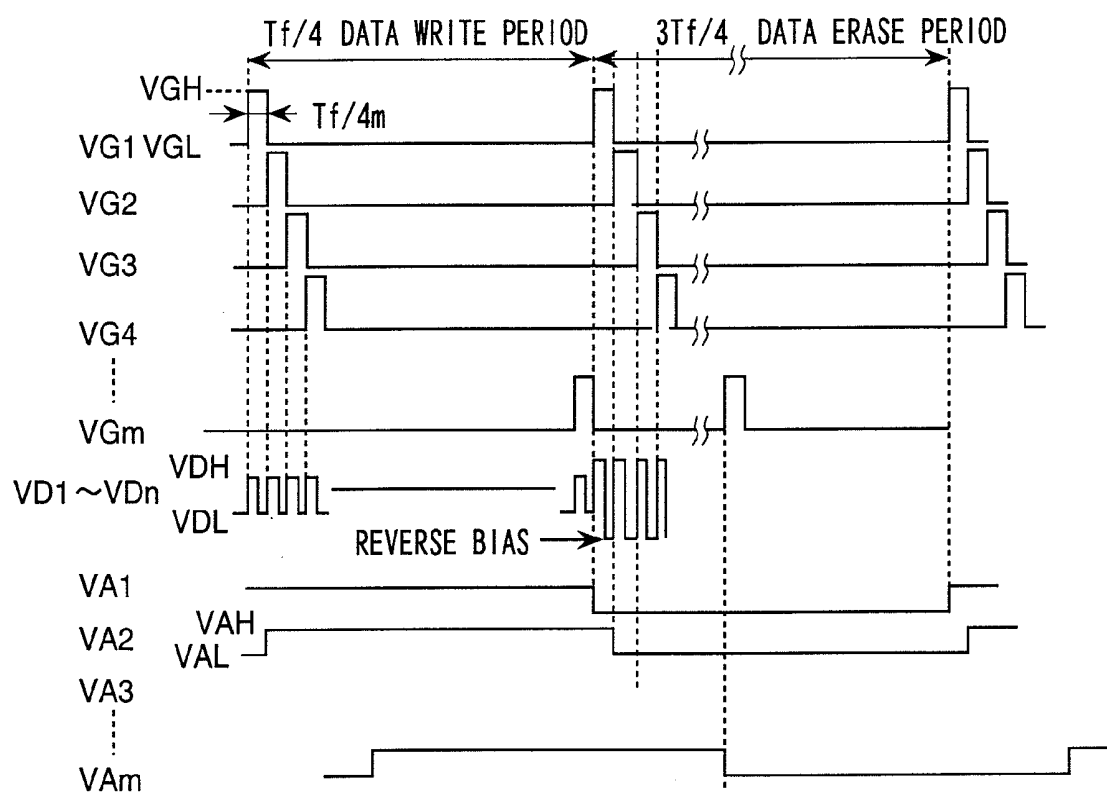 Tf/4 DATA WRITE PERIOD 3Tf/4 DATA ERASE PERIOD
VGH
Tf/4m
VG1 VGL
VG2
VG3
VG4
VGm
VDH
VD1～VDn
VDL
REVERSE BIAS
VA1
VAH
VA2
VAL
VA3
VAm